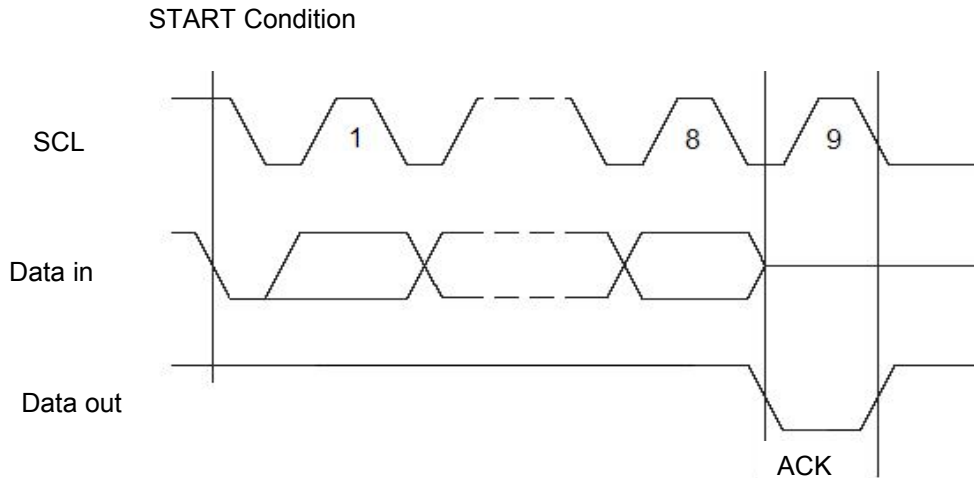 START Condition
SCL
1
8
9
Data in
Data out
ACK